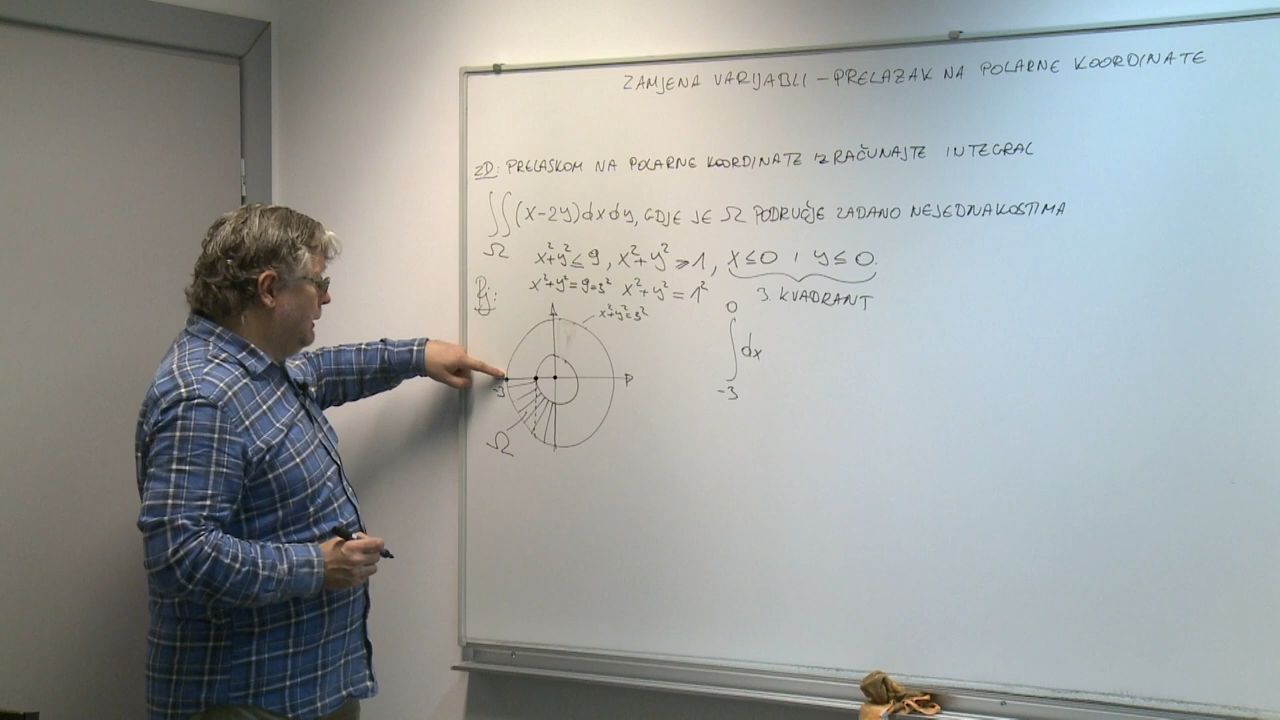 ZAMJENA VARIJABLI – PRELAZAK NA POLARNE KOORDINATE
ZD: PRELASKOM NA POLARNE KOORDINATE IZRAČUNAJTE INTEGRAL
∬(x-2y)dxdy, GDJE JE Ω PODRUČJE ZADANO NEJEDNAKOSTIMA
Ω x²+y² ≤ 9, x²+y² ≥ 1, x ≤ 0 i y ≤ 0.
Rj: x²+y²=9=3² x²+y²=1² 3 KVADRANT
x²+y²=3²
0
∫dx
-3
-3
Ω